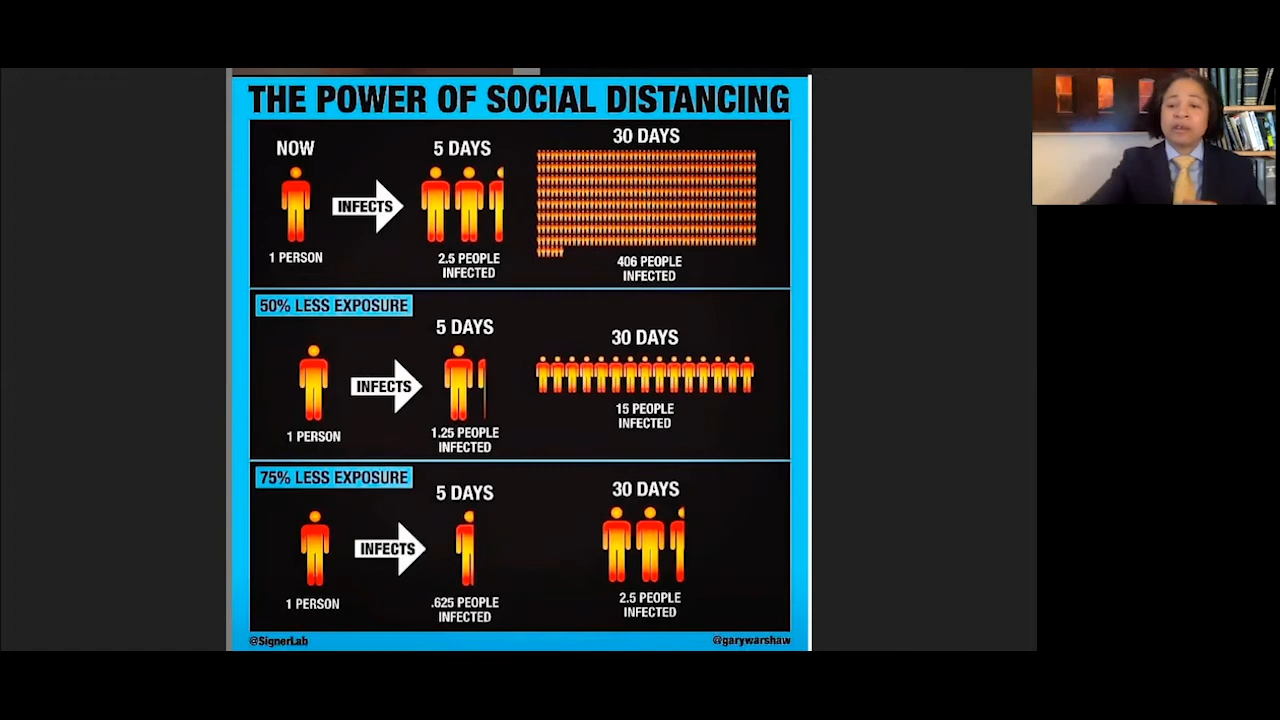 THE POWER OF SOCIAL DISTANCING
NOW
INFECTS
1 PERSON
5 DAYS
2.5 PEOPLE
INFECTED
30 DAYS
406 PEOPLE
INFECTED
50% LESS EXPOSURE
INFECTS
1 PERSON
5 DAYS
1.25 PEOPLE
INFECTED
30 DAYS
15 PEOPLE
INFECTED
75% LESS EXPOSURE
INFECTS
1 PERSON
5 DAYS
.625 PEOPLE
INFECTED
30 DAYS
2.5 PEOPLE
INFECTED
@SignerLab
@garywarshaw